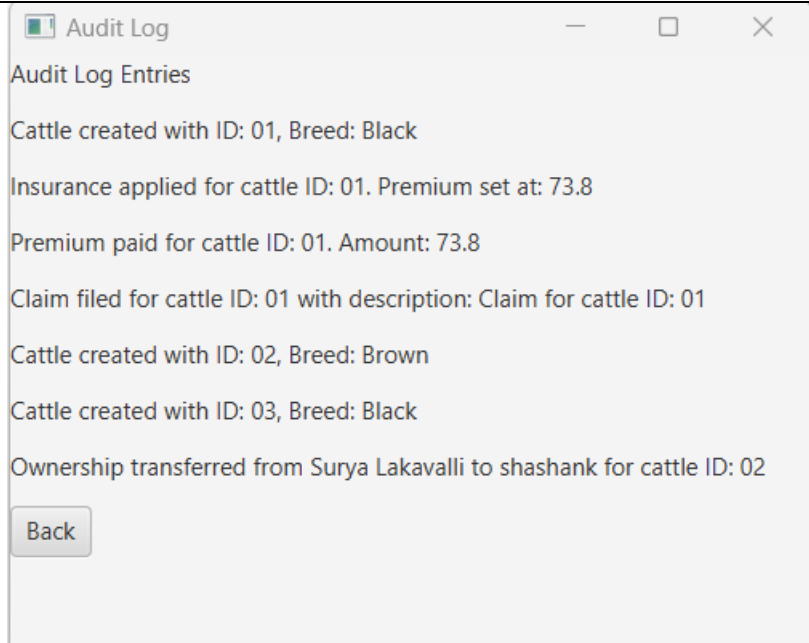 Audit Log
Audit Log Entries
Cattle created with ID: 01, Breed: Black
Insurance applied for cattle ID: 01. Premium set at: 73.8
Premium paid for cattle ID: 01. Amount: 73.8
Claim filed for cattle ID: 01 with description: Claim for cattle ID: 01
Cattle created with ID: 02, Breed: Brown
Cattle created with ID: 03, Breed: Black
Ownership transferred from Surya Lakavalli to shashank for cattle ID: 02
Back